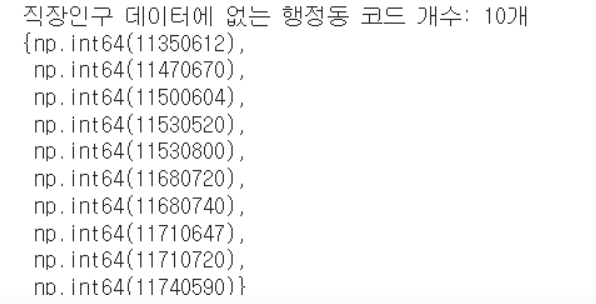 직장인구 데이터에 없는 행정동 코드 개수: 10개
{np.int64(11350612),
np.int64(11470670),
np.int64(11500604),
np.int64(11530520),
np.int64(11530800),
np.int64(11680720),
np.int64(11680740),
np.int64(11710647),
np.int64(11710720),
np.int64(11740590)}